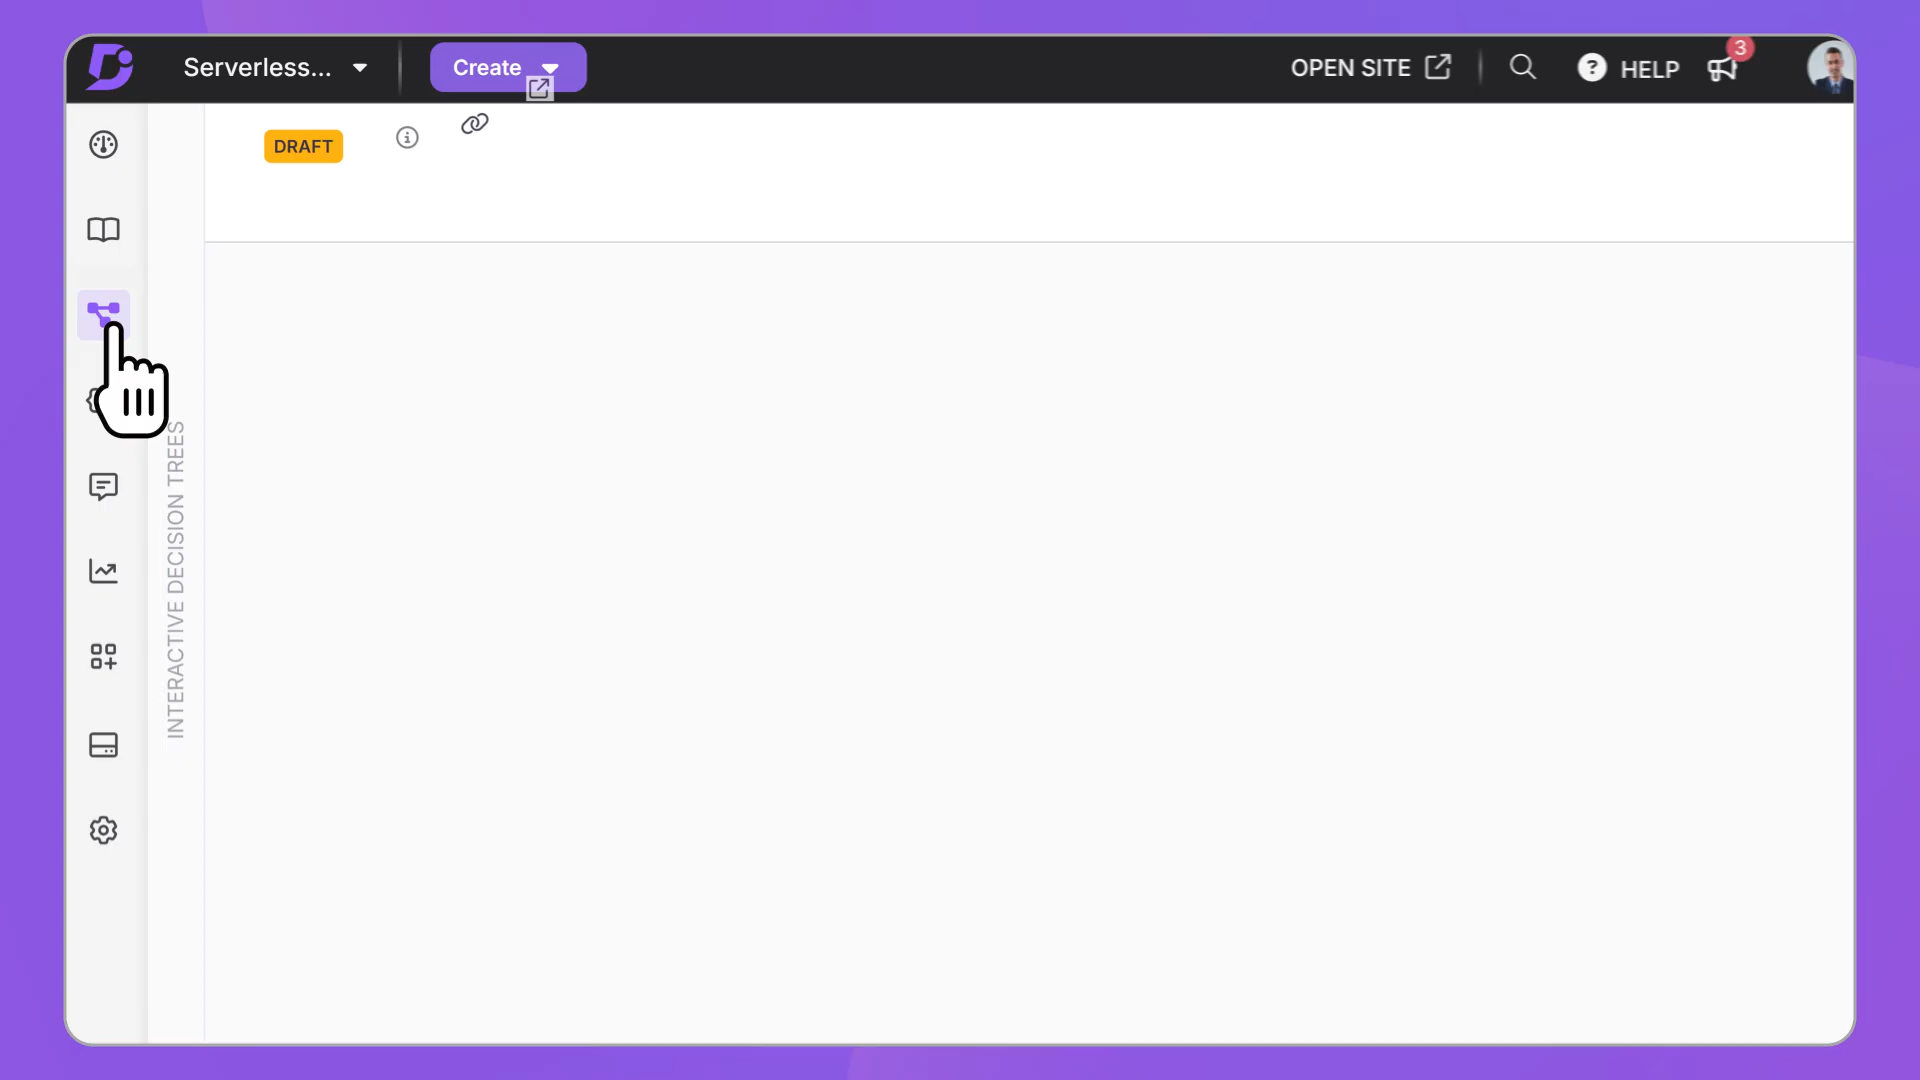 Serverless...
Create
OPEN SITE
HELP
3
DRAFT
INTERACTIVE DECISION TREES